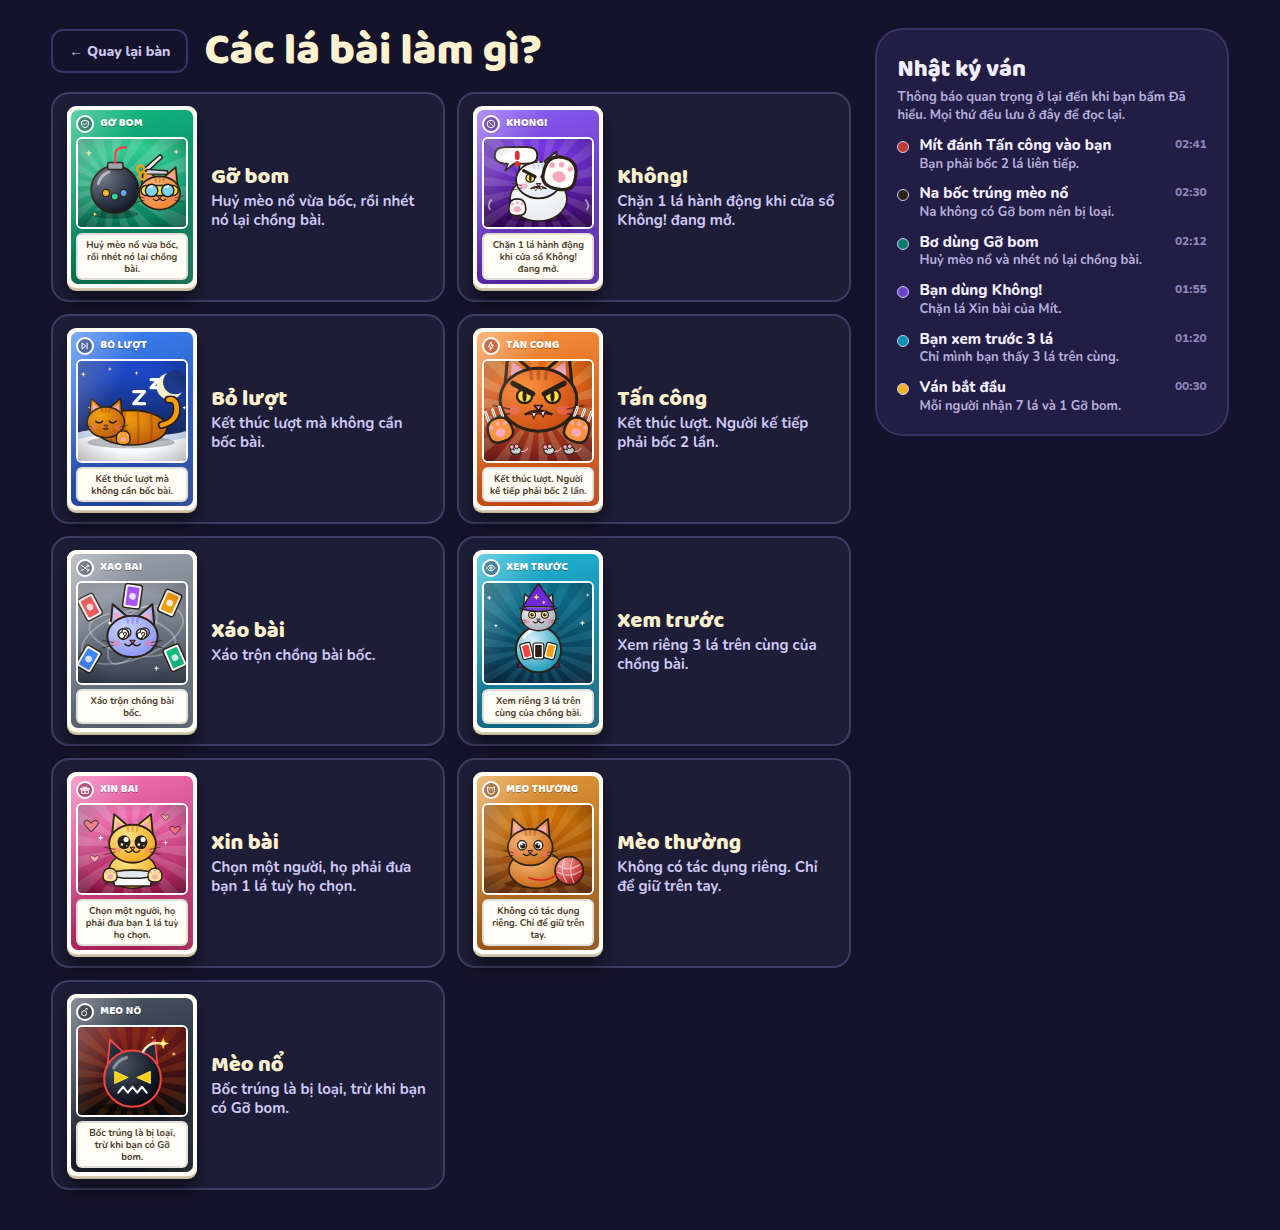 ← Quay lại bàn
Các lá bài làm gì?
GỠ BOM
Huỷ mèo nổ vừa bốc,
rồi nhét nó lại chồng
bài.
Gỡ bom
Huỷ mèo nổ vừa bốc, rồi nhét
nó lại chồng bài.
KHONG!
Chặn 1 lá hành động
khi cửa sổ Không!
đang mở.
Không!
Chặn 1 lá hành động khi cửa sổ
Không! đang mở.
BỎ LƯỢT
Z Z
Kết thúc lượt mà
không cần bốc bài.
Bỏ lượt
Kết thúc lượt mà không cần
bốc bài.
TẤN CONG
Kết thúc lượt. Người
kế tiếp phải bốc 2 lần.
Tấn công
Kết thúc lượt. Người kế tiếp
phải bốc 2 lần.
XAO BAI
Xáo trộn chồng bài
bốc.
Xáo bài
Xáo trộn chồng bài bốc.
XEM TRƯỚC
Xem riêng 3 lá trên
cùng của chồng bài.
Xem trước
Xem riêng 3 lá trên cùng của
chồng bài.
XIN BAI
Chọn một người, họ
phải đưa bạn 1 lá tuỳ
họ chọn.
Xin bài
Chọn một người, họ phải đưa
bạn 1 lá tuỳ họ chọn.
MEO THƯỜNG
Không có tác dụng
riêng. Chỉ để giữ trên
tay.
Mèo thường
Không có tác dụng riêng. Chỉ
để giữ trên tay.
MEO NỔ
Bốc trúng là bị loại,
trừ khi bạn có Gỡ
bom.
Mèo nổ
Bốc trúng là bị loại, trừ khi bạn
có Gỡ bom.
Nhật ký ván
Thông báo quan trọng ở lại đến khi bạn bấm Đã
hiểu. Mọi thứ đều lưu ở đây để đọc lại.
Mít đánh Tấn công vào bạn 02:41
Bạn phải bốc 2 lá liên tiếp.
Na bốc trúng mèo nổ 02:30
Na không có Gỡ bom nên bị loại.
Bơ dùng Gỡ bom 02:12
Huỷ mèo nổ và nhét nó lại chồng bài.
Bạn dùng Không! 01:55
Chặn lá Xin bài của Mít.
Bạn xem trước 3 lá 01:20
Chỉ mình bạn thấy 3 lá trên cùng.
Ván bắt đầu 00:30
Mỗi người nhận 7 lá và 1 Gỡ bom.